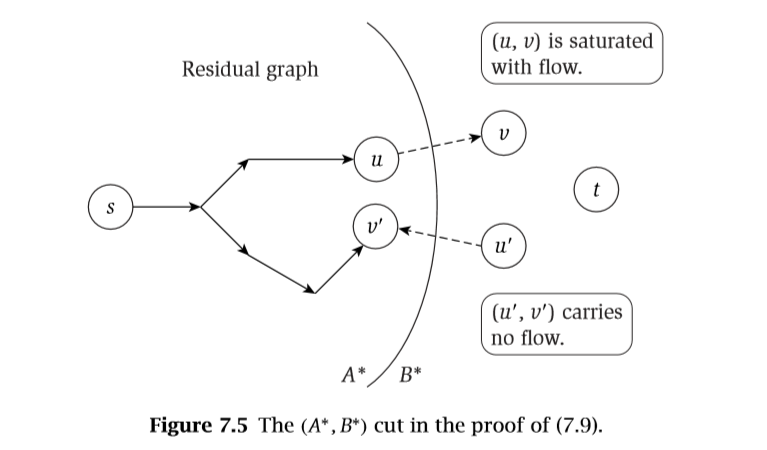 (u, v) is saturated
with flow.
Residual graph
v
u
t
s
v′
u′
(u′, v′) carries
no flow.
A* B*
Figure 7.5 The (A*, B*) cut in the proof of (7.9).